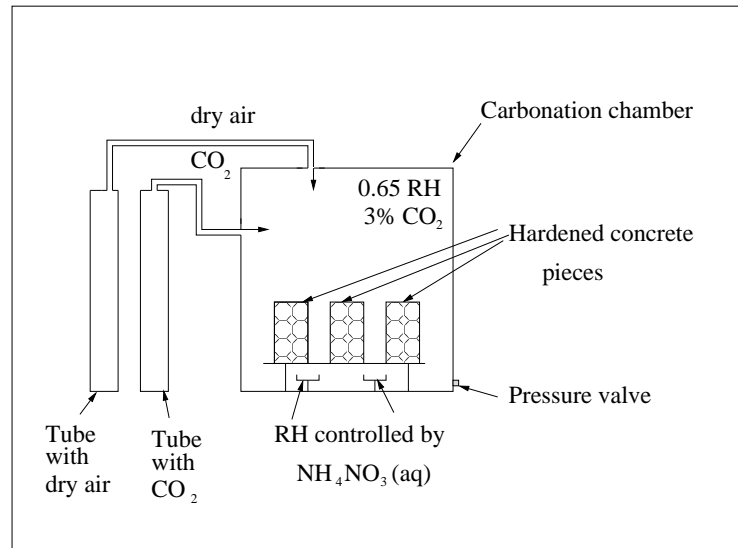 dry air
CO2
Carbonation chamber
0.65 RH
3% CO2
Hardened concrete
pieces
Pressure valve
Tube
with
dry air
Tube
with
CO2
RH controlled by
NH4NO3 (aq)